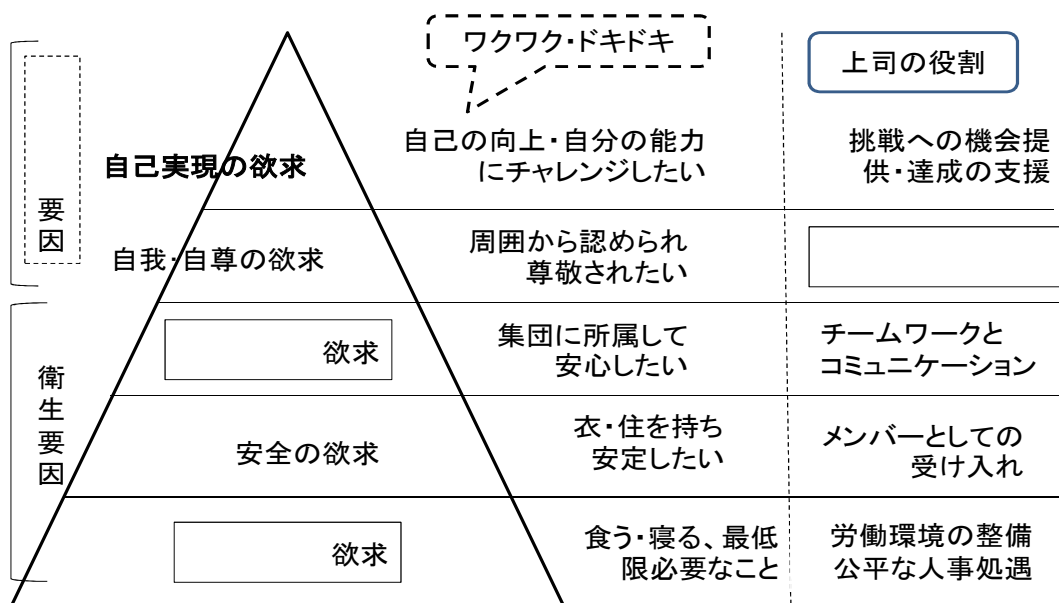 ワクワク・ドキドキ
上司の役割
要因
自己実現の欲求
自己の向上・自分の能力
にチャレンジしたい
挑戦への機会提
供・達成の支援
自我・自尊の欲求
周囲から認められ
尊敬されたい
衛生要因
欲求
集団に所属して
安心したい
チームワークと
コミュニケーション
安全の欲求
衣・住を持ち
安定したい
メンバーとしての
受け入れ
欲求
食う・寝る、最低
限必要なこと
労働環境の整備
公平な人事処遇